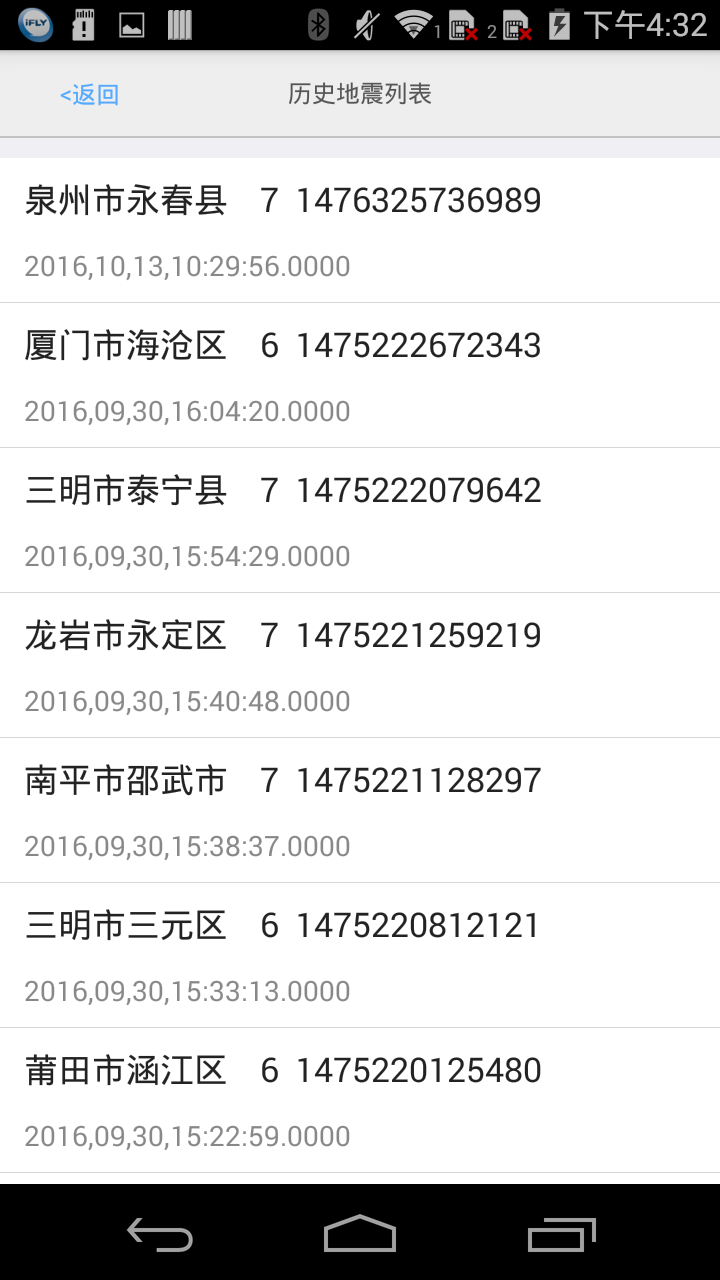 iFLY
1
2
下午4:32
<返回
历史地震列表
泉州市永春县 7 1476325736989
2016,10,13,10:29:56.0000
厦门市海沧区 6 1475222672343
2016,09,30,16:04:20.0000
三明市泰宁县 7 1475222079642
2016,09,30,15:54:29.0000
龙岩市永定区 7 1475221259219
2016,09,30,15:40:48.0000
南平市邵武市 7 1475221128297
2016,09,30,15:38:37.0000
三明市三元区 6 1475220812121
2016,09,30,15:33:13.0000
莆田市涵江区 6 1475220125480
2016,09,30,15:22:59.0000